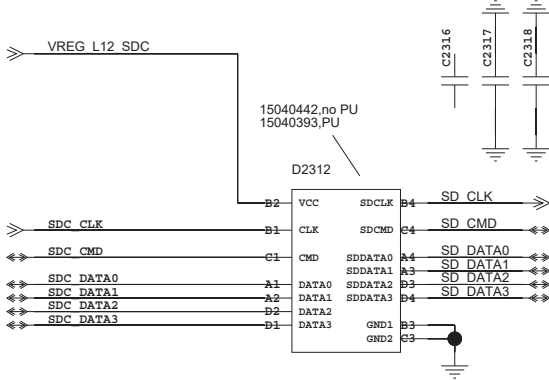 VREG_L12_SDC
C2316
C2317
C2318
15040442,no PU
15040393,PU
D2312
B2 VCC SDCLK B4 SD_CLK
SDC_CLK B1 CLK SDCMD C4 SD_CMD
SDC_CMD C1 CMD SDDATA0 A4 SD_DATA0
SDDATA1 A3 SD_DATA1
SDC_DATA0 A1 DATA0 SDDATA2 D3 SD_DATA2
SDC_DATA1 A2 DATA1 SDDATA3 D4 SD_DATA3
SDC_DATA2 D2 DATA2
SDC_DATA3 D1 DATA3 GND1 B3
GND2 C3